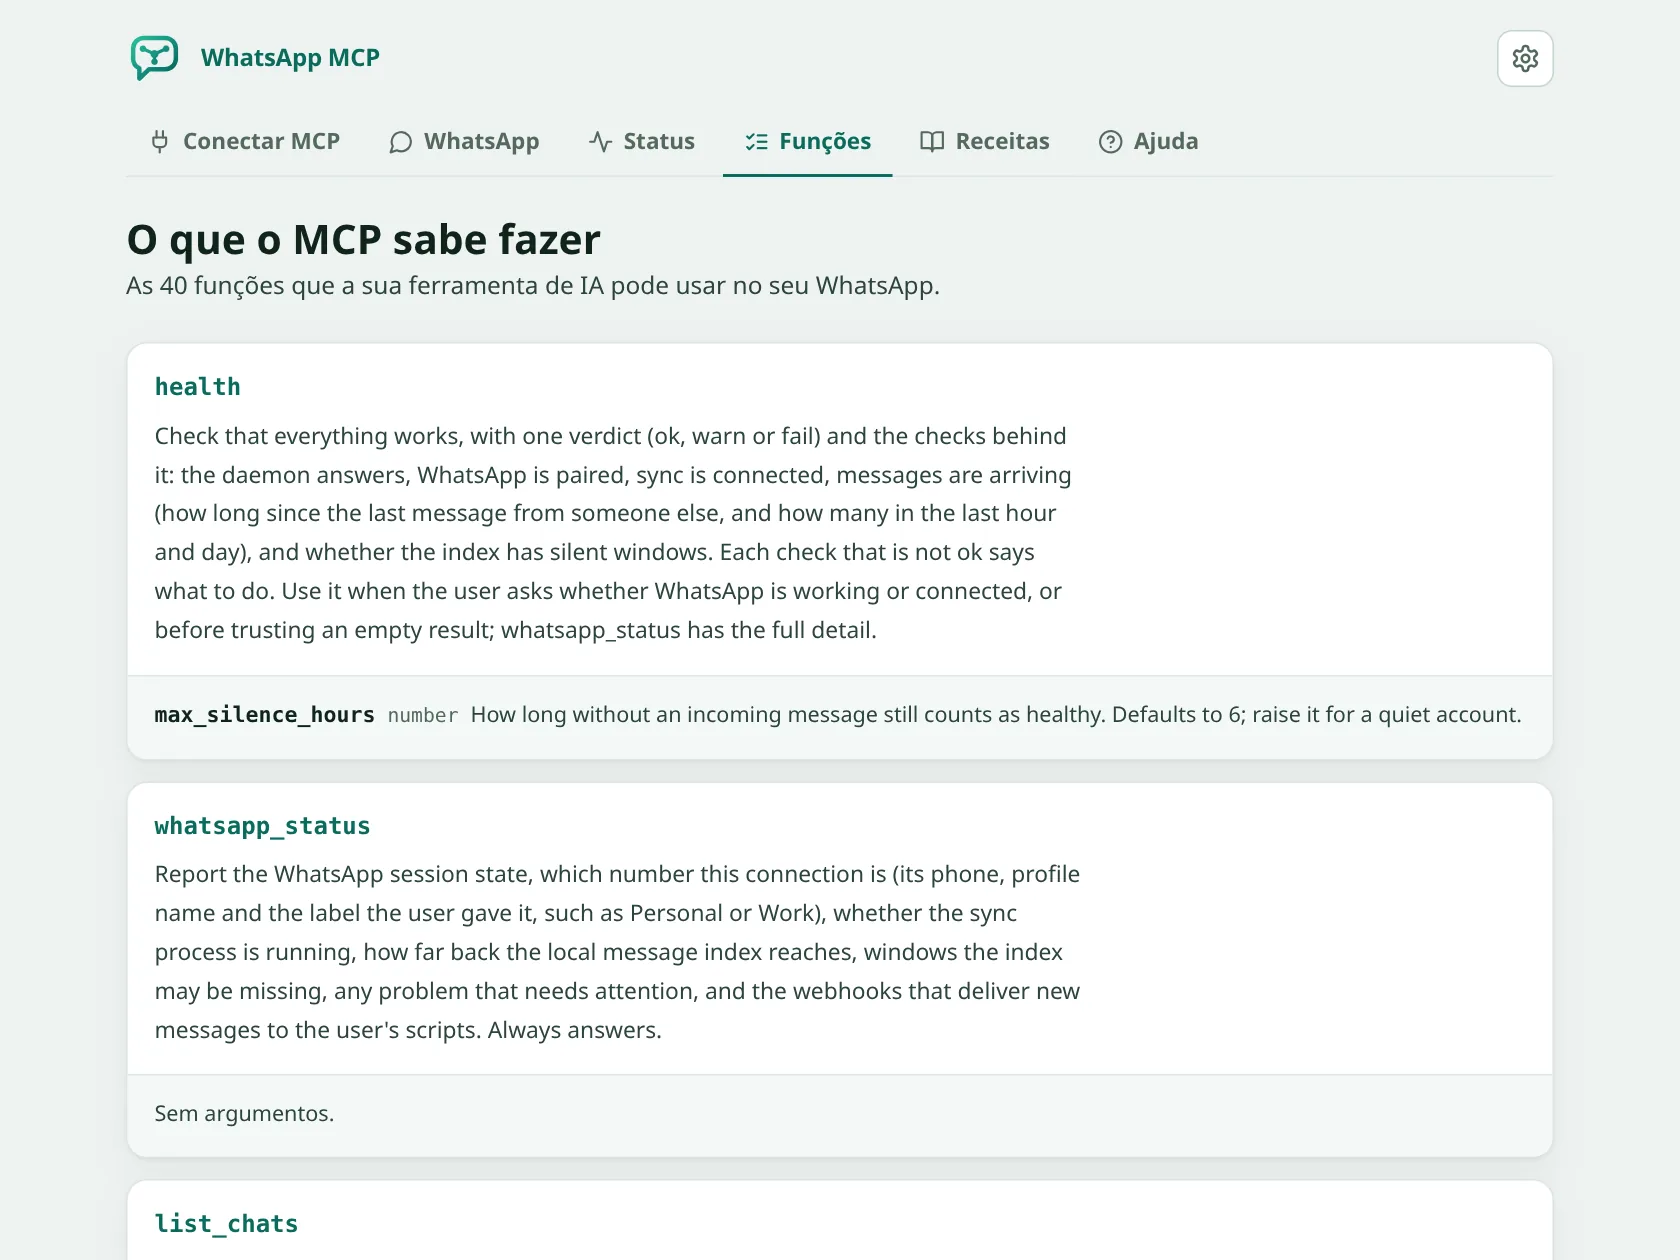 WhatsApp MCP
Conectar MCP
WhatsApp
Status
Funções
Receitas
Ajuda
O que o MCP sabe fazer
As 40 funções que a sua ferramenta de IA pode usar no seu WhatsApp.
health
Check that everything works, with one verdict (ok, warn or fail) and the checks behind
it: the daemon answers, WhatsApp is paired, sync is connected, messages are arriving
(how long since the last message from someone else, and how many in the last hour
and day), and whether the index has silent windows. Each check that is not ok says
what to do. Use it when the user asks whether WhatsApp is working or connected, or
before trusting an empty result; whatsapp_status has the full detail.
max_silence_hours number How long without an incoming message still counts as healthy. Defaults to 6; raise it for a quiet account.
whatsapp_status
Report the WhatsApp session state, which number this connection is (its phone, profile
name and the label the user gave it, such as Personal or Work), whether the sync
process is running, how far back the local message index reaches, windows the index
may be missing, any problem that needs attention, and the webhooks that deliver new
messages to the user's scripts. Always answers.
Sem argumentos.
list_chats